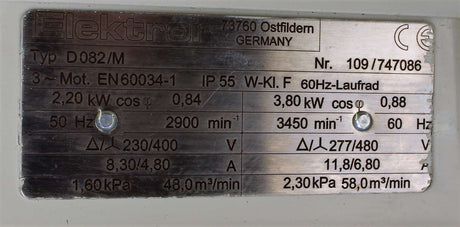 Elektror 73760 Ostfildern
GERMANY CE
Typ D082/M Nr. 109/747086
3 ~ Mot. EN60034-1 IP 55 W-Kl. F 60Hz-Laufrad
2,20 kW cos φ 0,84 3,80 kW cos φ 0,88
50 Hz 2900 min⁻¹ 3450 min⁻¹ 60 Hz
Δ/⅄ 230/400 V Δ/⅄ 277/480 V
8,30/4,80 A 11,8/6,80 A
1,60 kPa 48,0 m³/min 2,30 kPa 58,0 m³/min